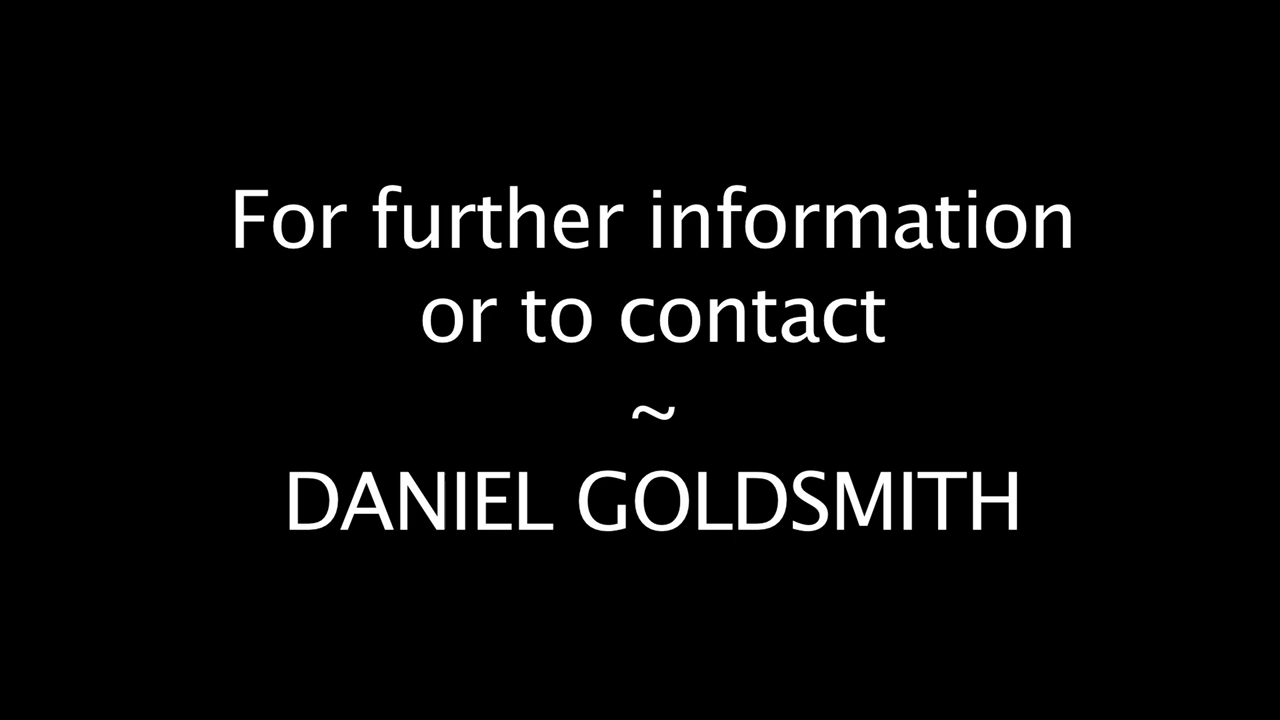 For further information
or to contact
~
DANIEL GOLDSMITH